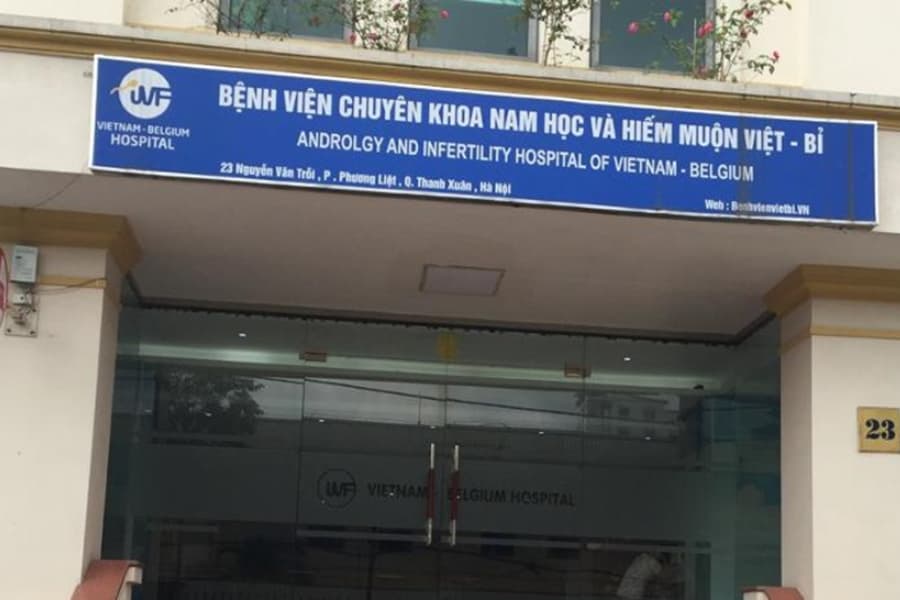 IVF
VIETNAM - BELGIUM
HOSPITAL
BỆNH VIỆN CHUYÊN KHOA NAM HỌC VÀ HIẾM MUỘN VIỆT - BỈ
ANDROLGY AND INFERTILITY HOSPITAL OF VIETNAM - BELGIUM
23 Nguyễn Văn Trỗi , P . Phương Liệt , Q. Thanh Xuân , Hà Nội
Web : Benhvienvietbi.VN
23
IVF VIETNAM - BELGIUM HOSPITAL